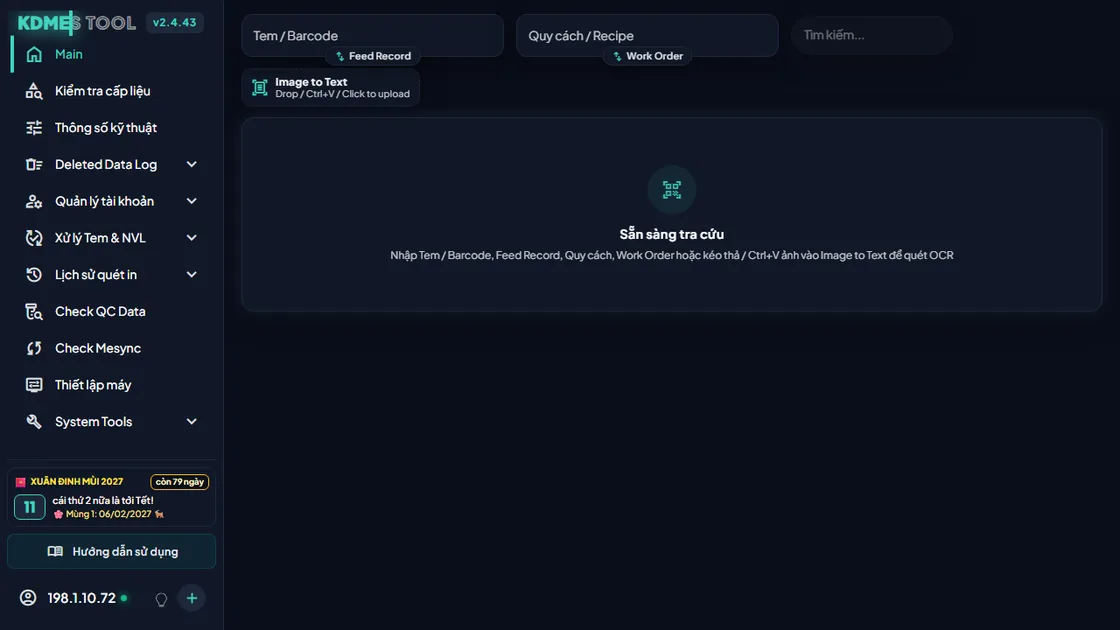 KDMES TOOL v2.4.43
Main
Kiểm tra cấp liệu
Thông số kỹ thuật
Deleted Data Log
Quản lý tài khoản
Xử lý Tem & NVL
Lịch sử quét in
Check QC Data
Check Mesync
Thiết lập máy
System Tools
XUÂN ĐINH MÙI 2027 còn 79 ngày
11
cái thứ 2 nữa là tới Tết!
Mùng 1: 06/02/2027
Hướng dẫn sử dụng
198.1.10.72
Tem / Barcode
Feed Record
Quy cách / Recipe
Work Order
Tìm kiếm...
Image to Text
Drop / Ctrl+V / Click to upload
Sẵn sàng tra cứu
Nhập Tem / Barcode, Feed Record, Quy cách, Work Order hoặc kéo thả / Ctrl+V ảnh vào Image to Text để quét OCR